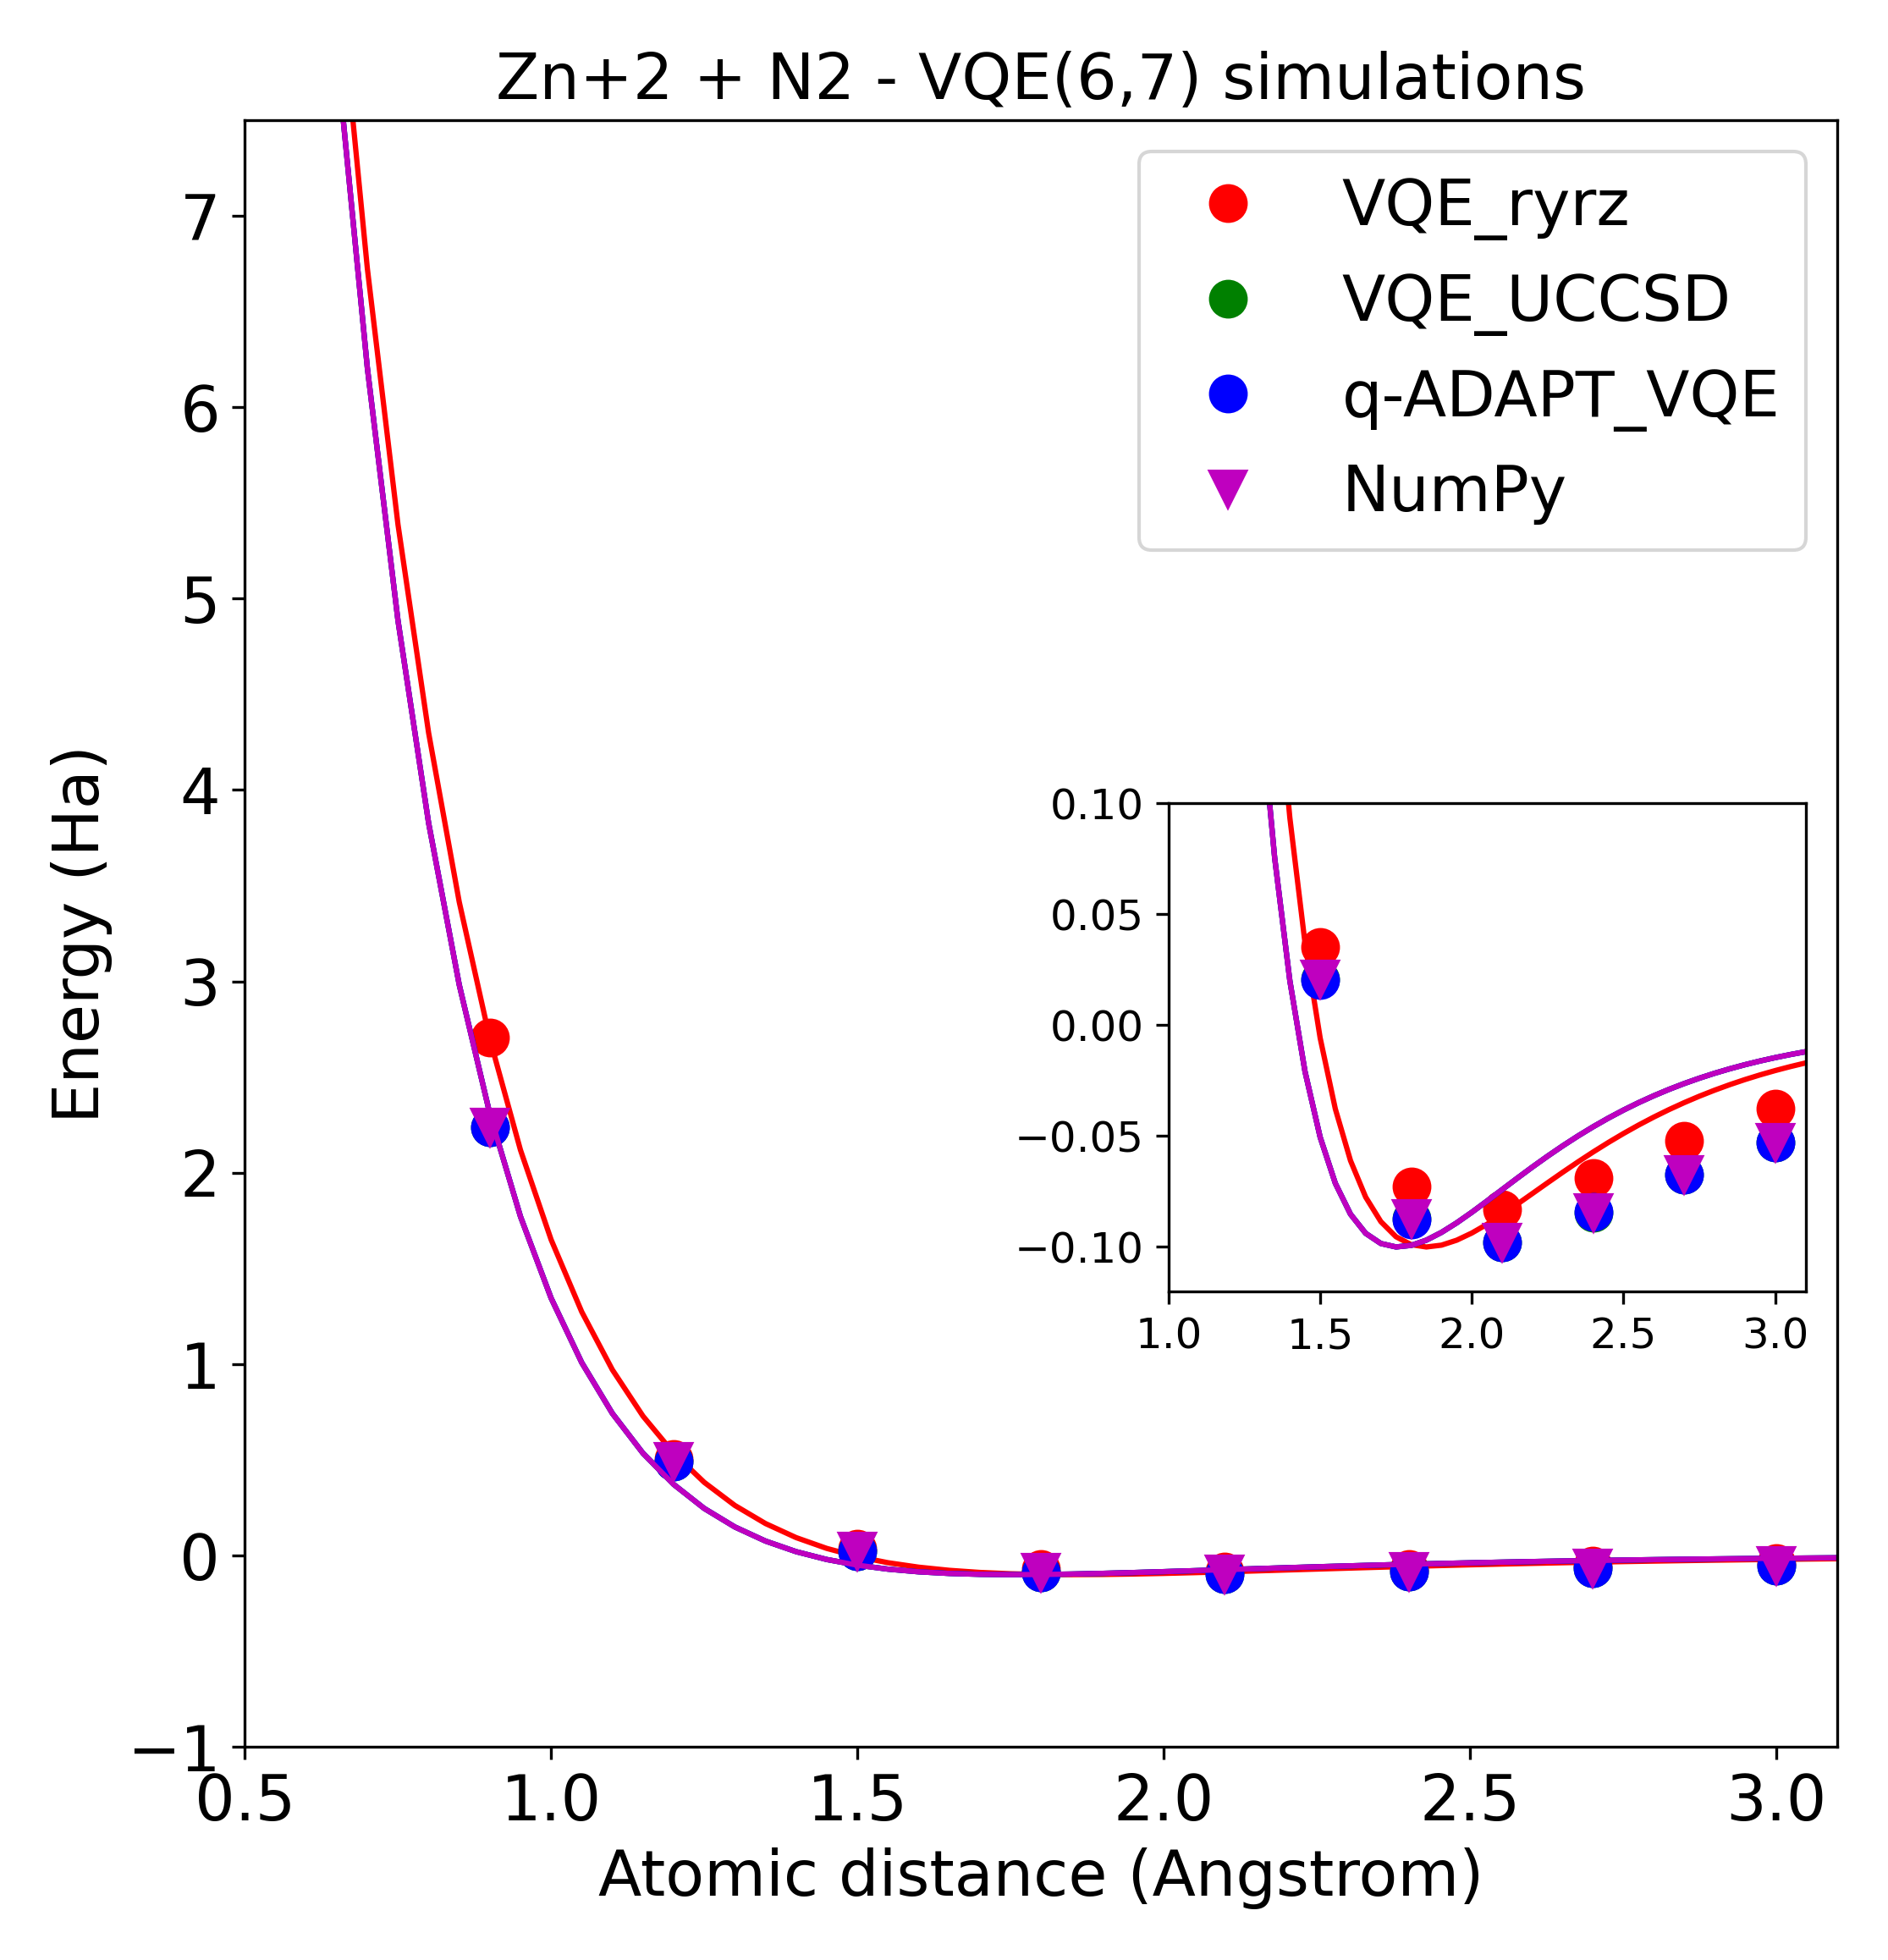 Zn+2 + N2 - VQE(6,7) simulations
VQE_ryrz
VQE_UCCSD
q-ADAPT_VQE
NumPy
Energy (Ha)
7
6
5
4
3
2
1
0
−1
0.5 1.0 1.5 2.0 2.5 3.0
Atomic distance (Angstrom)
0.10
0.05
0.00
−0.05
−0.10
1.0 1.5 2.0 2.5 3.0